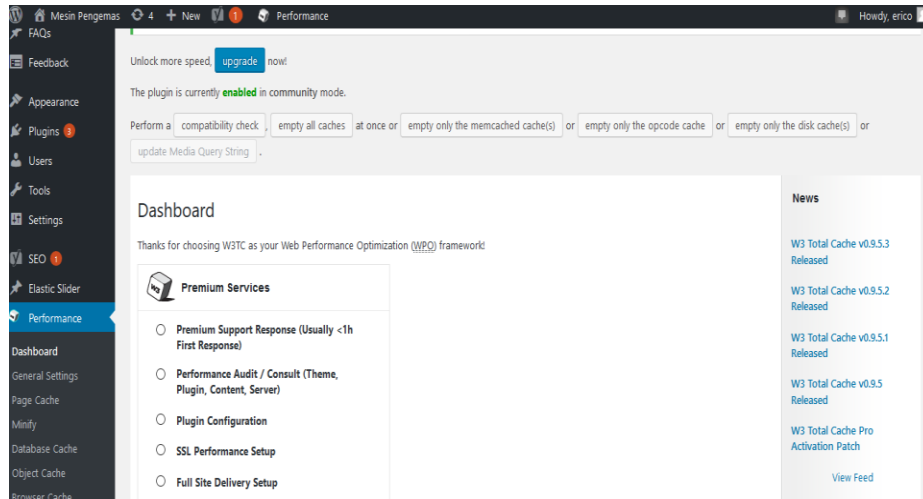 Mesin Pengemas 4 + New 1 Performance Howdy, erico
FAQs
Feedback
Appearance
Plugins 3
Users
Tools
Settings
SEO 1
Elastic Slider
Performance
Dashboard
General Settings
Page Cache
Minify
Database Cache
Object Cache
Browser Cache
Unlock more speed, upgrade now!
The plugin is currently enabled in community mode.
Perform a compatibility check , empty all caches at once or empty only the memcached cache(s) or empty only the opcode cache or empty only the disk cache(s) or
update Media Query String .
Dashboard
Thanks for choosing W3TC as your Web Performance Optimization (WPO) framework!
W3 Premium Services
Premium Support Response (Usually <1h
First Response)
Performance Audit / Consult (Theme,
Plugin, Content, Server)
Plugin Configuration
SSL Performance Setup
Full Site Delivery Setup
News
W3 Total Cache v0.9.5.3
Released
W3 Total Cache v0.9.5.2
Released
W3 Total Cache v0.9.5.1
Released
W3 Total Cache v0.9.5
Released
W3 Total Cache Pro
Activation Patch
View Feed